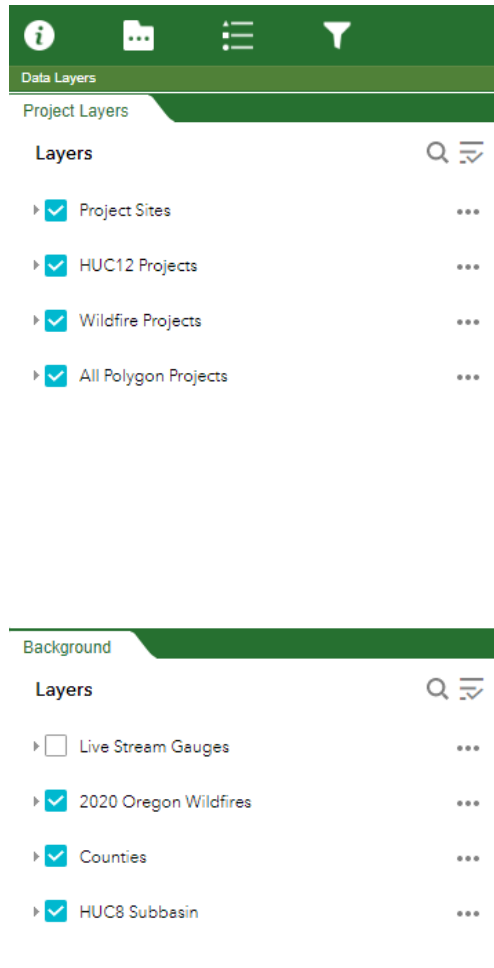 Data Layers
Project Layers
Layers
Project Sites
HUC12 Projects
Wildfire Projects
All Polygon Projects
Background
Layers
Live Stream Gauges
2020 Oregon Wildfires
Counties
HUC8 Subbasin